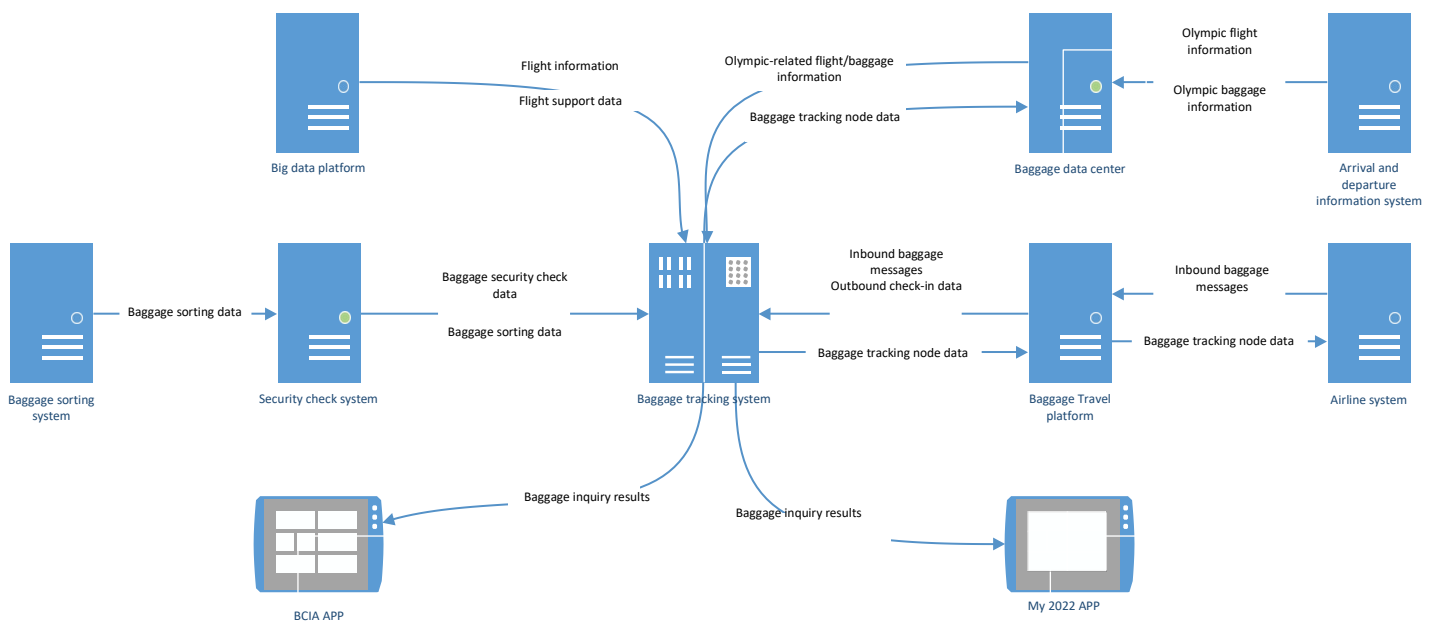 Flight information
Flight support data
Big data platform
Olympic-related flight/baggage
information
Baggage tracking node data
Baggage data center
Olympic flight
information
Olympic baggage
information
Arrival and
departure
information system
Baggage sorting data
Baggage sorting
system
Security check system
Baggage security check
data
Baggage sorting data
Baggage tracking system
Inbound baggage
messages
Outbound check-in data
Baggage tracking node data
Baggage Travel
platform
Inbound baggage
messages
Baggage tracking node data
Airline system
Baggage inquiry results
BCIA APP
Baggage inquiry results
My 2022 APP